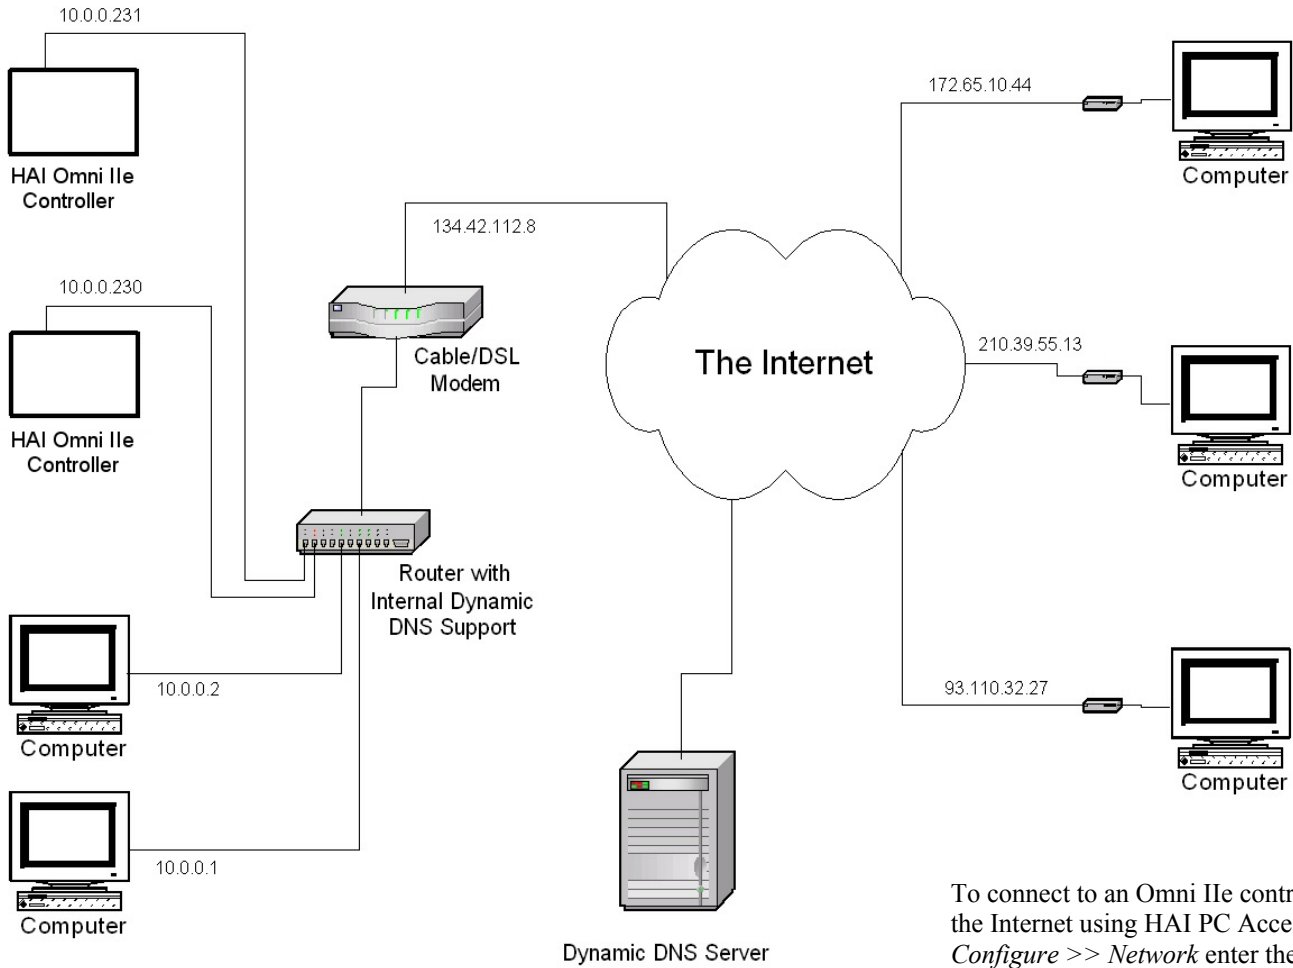 10.0.0.231
HAI Omni IIe
Controller
10.0.0.230
HAI Omni IIe
Controller
134.42.112.8
Cable/DSL
Modem
Router with
Internal Dynamic
DNS Support
10.0.0.2
Computer
10.0.0.1
Computer
The Internet
Dynamic DNS Server
172.65.10.44
Computer
210.39.55.13
Computer
93.110.32.27
Computer
To connect to an Omni IIe contr
the Internet using HAI PC Acce
Configure >> Network enter the